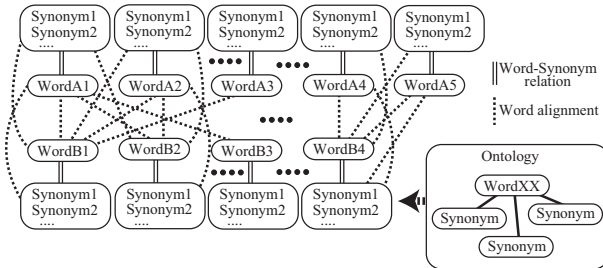 Synonym1 Synonym1 Synonym1 Synonym1 Synonym1
Synonym2 Synonym2 Synonym2 Synonym2 Synonym2
.... .... .... .... ....
WordA1 WordA2 WordA3 WordA4 WordA5
Word-Synonym
relation
Word alignment
WordB1 WordB2 WordB3 WordB4
Synonym1 Synonym1 Synonym1 Synonym1
Synonym2 Synonym2 Synonym2 Synonym2
.... .... .... ....
Ontology
WordXX
Synonym Synonym
Synonym